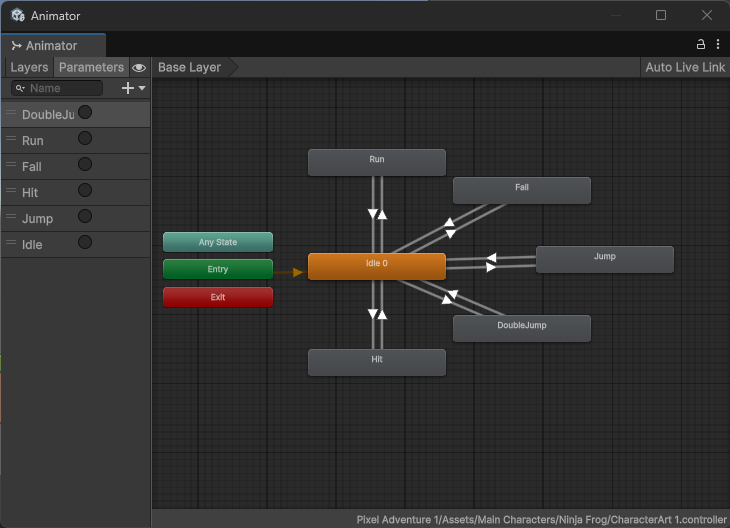 Animator
Animator
Layers Parameters
Base Layer
Auto Live Link
Name
DoubleJu
Run
Fall
Hit
Jump
Idle
Run
Fall
Any State
Entry
Exit
Idle 0
Jump
DoubleJump
Hit
Pixel Adventure 1/Assets/Main Characters/Ninja Frog/CharacterArt 1.controller